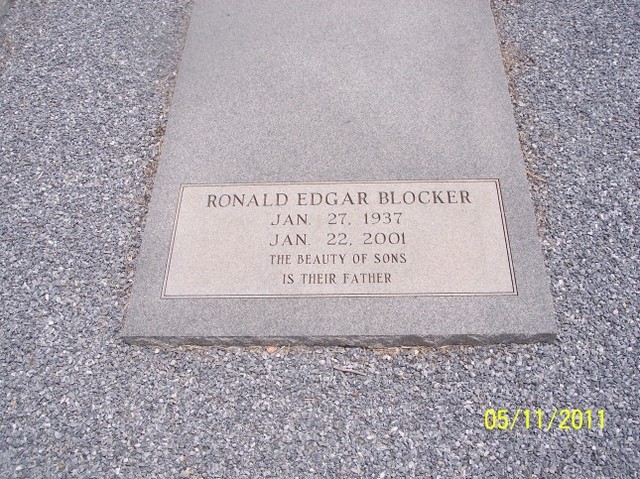 RONALD EDGAR BLOCKER
JAN. 27, 1937
JAN. 22, 2001
THE BEAUTY OF SONS
IS THEIR FATHER
05/11/2011